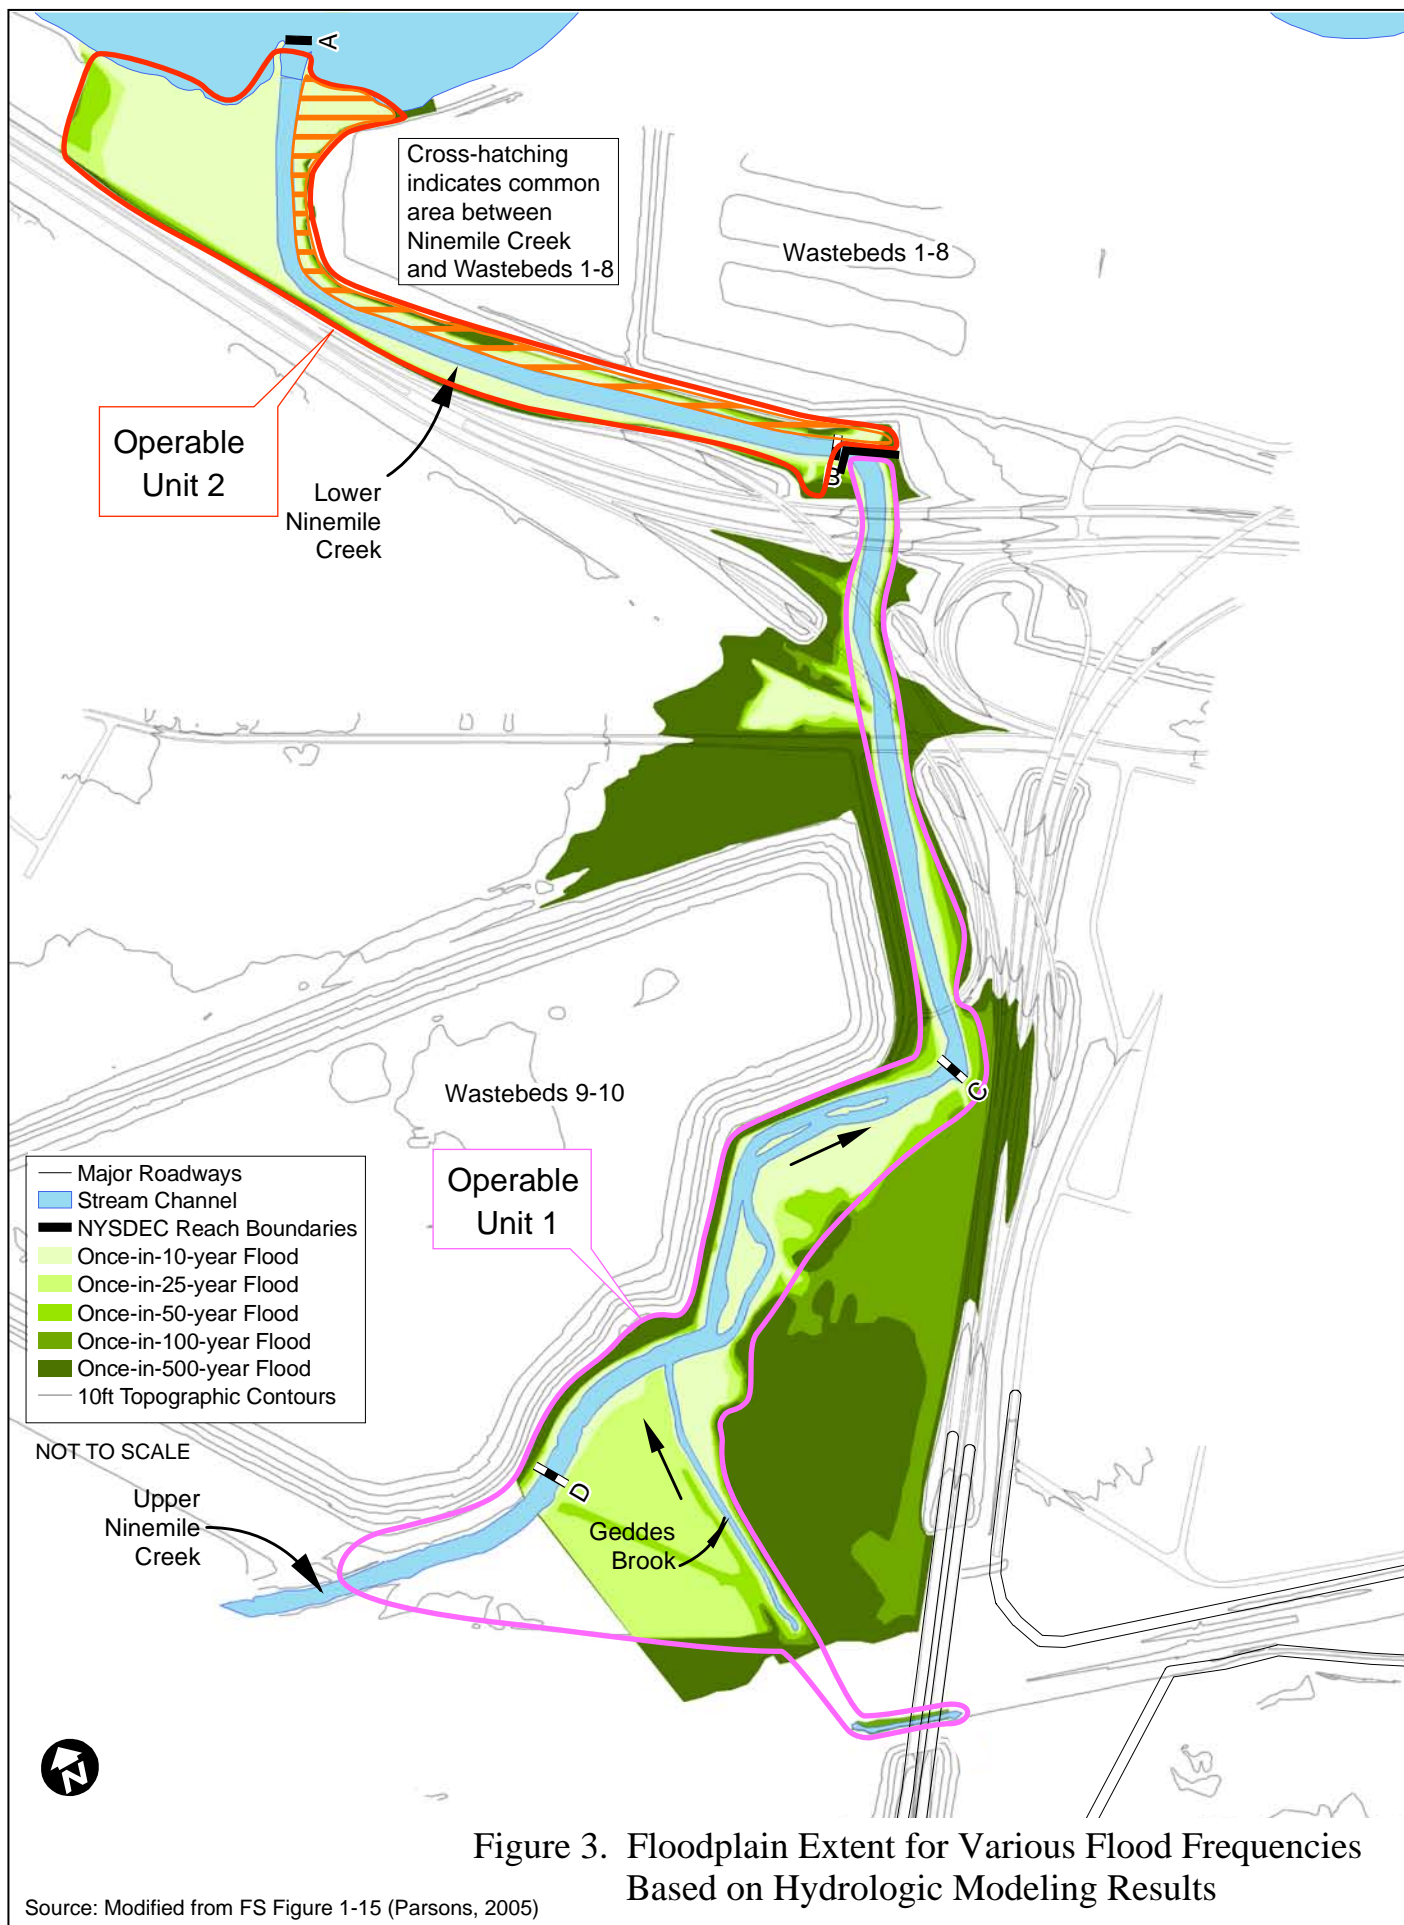 A
Cross-hatching
indicates common
area between
Ninemile Creek
and Wastebeds 1-8
Wastebeds 1-8
Operable
Unit 2
Lower
Ninemile
Creek
B
C
Wastebeds 9-10
Operable
Unit 1
Major Roadways
Stream Channel
NYSDEC Reach Boundaries
Once-in-10-year Flood
Once-in-25-year Flood
Once-in-50-year Flood
Once-in-100-year Flood
Once-in-500-year Flood
10ft Topographic Contours
NOT TO SCALE
D
Upper
Ninemile
Creek
Geddes
Brook
N
Figure 3. Floodplain Extent for Various Flood Frequencies
Based on Hydrologic Modeling Results
Source: Modified from FS Figure 1-15 (Parsons, 2005)